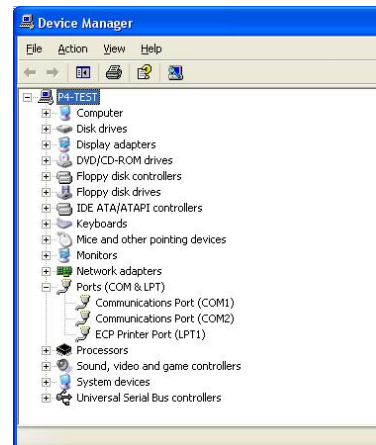 Device Manager
File Action View Help
P4-TEST
Computer
Disk drives
Display adapters
DVD/CD-ROM drives
Floppy disk controllers
Floppy disk drives
IDE ATA/ATAPI controllers
Keyboards
Mice and other pointing devices
Monitors
Network adapters
Ports (COM & LPT)
Communications Port (COM1)
Communications Port (COM2)
ECP Printer Port (LPT1)
Processors
Sound, video and game controllers
System devices
Universal Serial Bus controllers